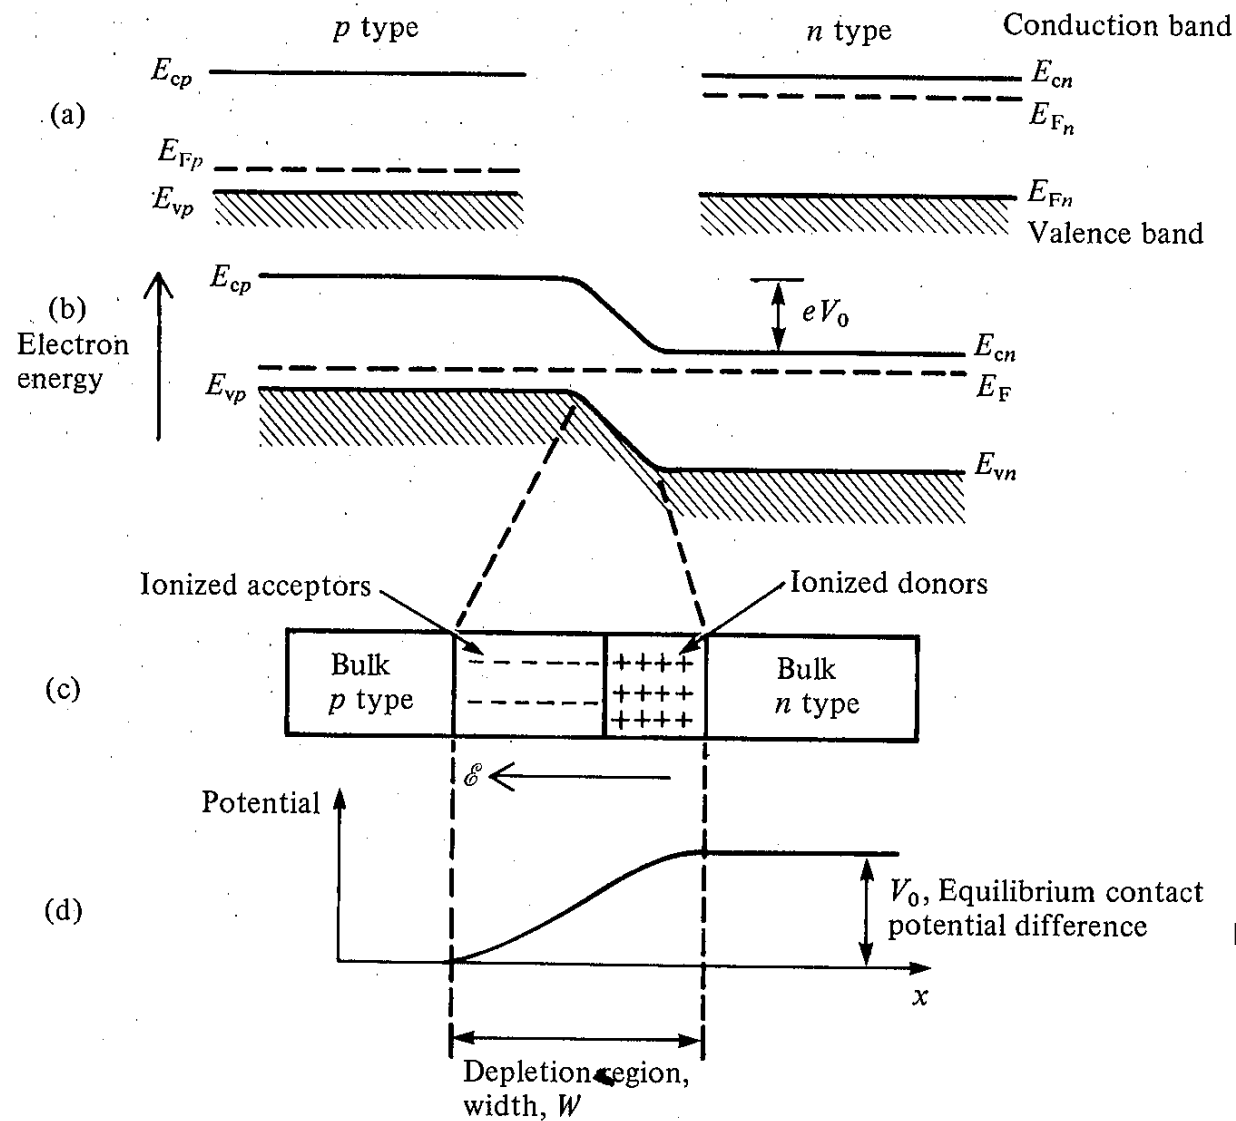 p type
n type
Conduction band
(a)
E_cp
E_cn
E_Fn
E_Fp
E_vp
E_Fn
Valence band
(b)
Electron
energy
E_cp
eV_0
E_cn
E_vp
E_F
E_vn
Ionized acceptors
Ionized donors
(c)
Bulk
p type
- - - - - - - -
- - - - - - - -
++++
++++
++++
Bulk
n type
ℰ
Potential
(d)
V_0, Equilibrium contact
potential difference
x
Depletion region,
width, W